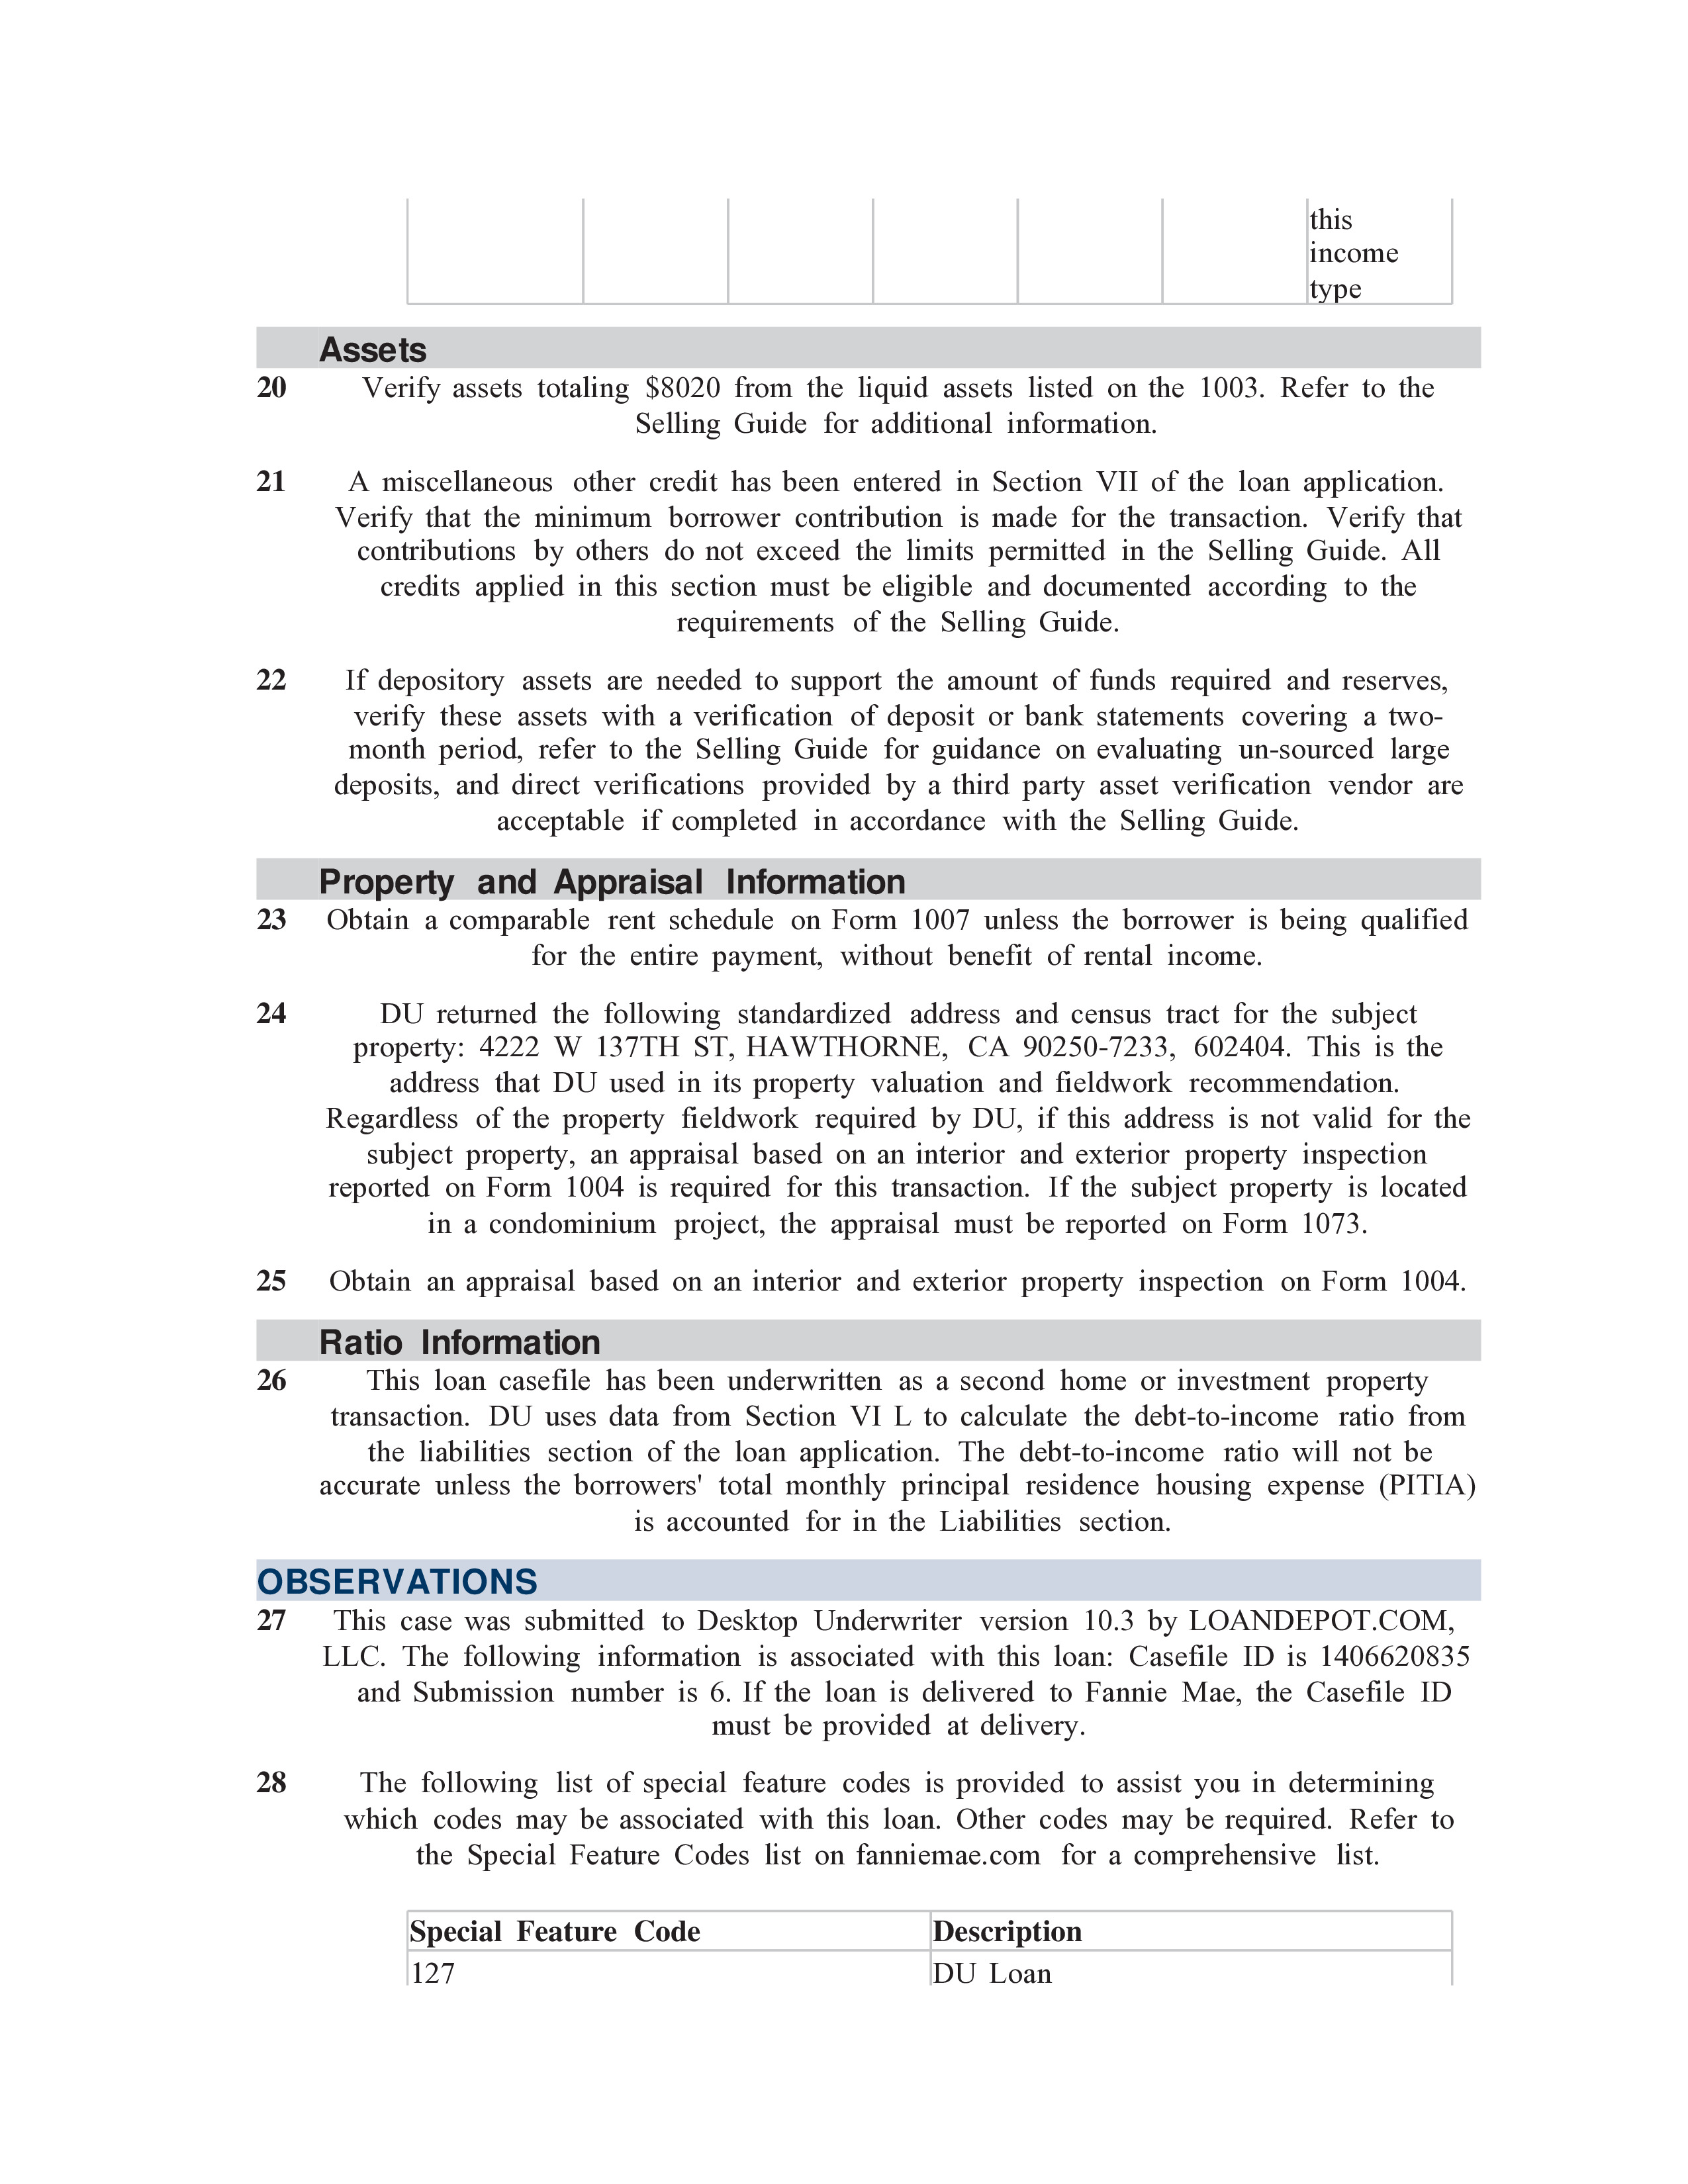 this
income
type
Assets
20 Verify assets totaling $8020 from the liquid assets listed on the 1003. Refer to the
Selling Guide for additional information.
21 A miscellaneous other credit has been entered in Section VII of the loan application.
Verify that the minimum borrower contribution is made for the transaction. Verify that
contributions by others do not exceed the limits permitted in the Selling Guide. All
credits applied in this section must be eligible and documented according to the
requirements of the Selling Guide.
22 If depository assets are needed to support the amount of funds required and reserves,
verify these assets with a verification of deposit or bank statements covering a two-
month period, refer to the Selling Guide for guidance on evaluating un-sourced large
deposits, and direct verifications provided by a third party asset verification vendor are
acceptable if completed in accordance with the Selling Guide.
Property and Appraisal Information
23 Obtain a comparable rent schedule on Form 1007 unless the borrower is being qualified
for the entire payment, without benefit of rental income.
24 DU returned the following standardized address and census tract for the subject
property: 4222 W 137TH ST, HAWTHORNE, CA 90250-7233, 602404. This is the
address that DU used in its property valuation and fieldwork recommendation.
Regardless of the property fieldwork required by DU, if this address is not valid for the
subject property, an appraisal based on an interior and exterior property inspection
reported on Form 1004 is required for this transaction. If the subject property is located
in a condominium project, the appraisal must be reported on Form 1073.
25 Obtain an appraisal based on an interior and exterior property inspection on Form 1004.
Ratio Information
26 This loan casefile has been underwritten as a second home or investment property
transaction. DU uses data from Section VI L to calculate the debt-to-income ratio from
the liabilities section of the loan application. The debt-to-income ratio will not be
accurate unless the borrowers' total monthly principal residence housing expense (PITIA)
is accounted for in the Liabilities section.
OBSERVATIONS
27 This case was submitted to Desktop Underwriter version 10.3 by LOANDEPOT.COM,
LLC. The following information is associated with this loan: Casefile ID is 1406620835
and Submission number is 6. If the loan is delivered to Fannie Mae, the Casefile ID
must be provided at delivery.
28 The following list of special feature codes is provided to assist you in determining
which codes may be associated with this loan. Other codes may be required. Refer to
the Special Feature Codes list on fanniemae.com for a comprehensive list.
Special Feature Code Description
127 DU Loan